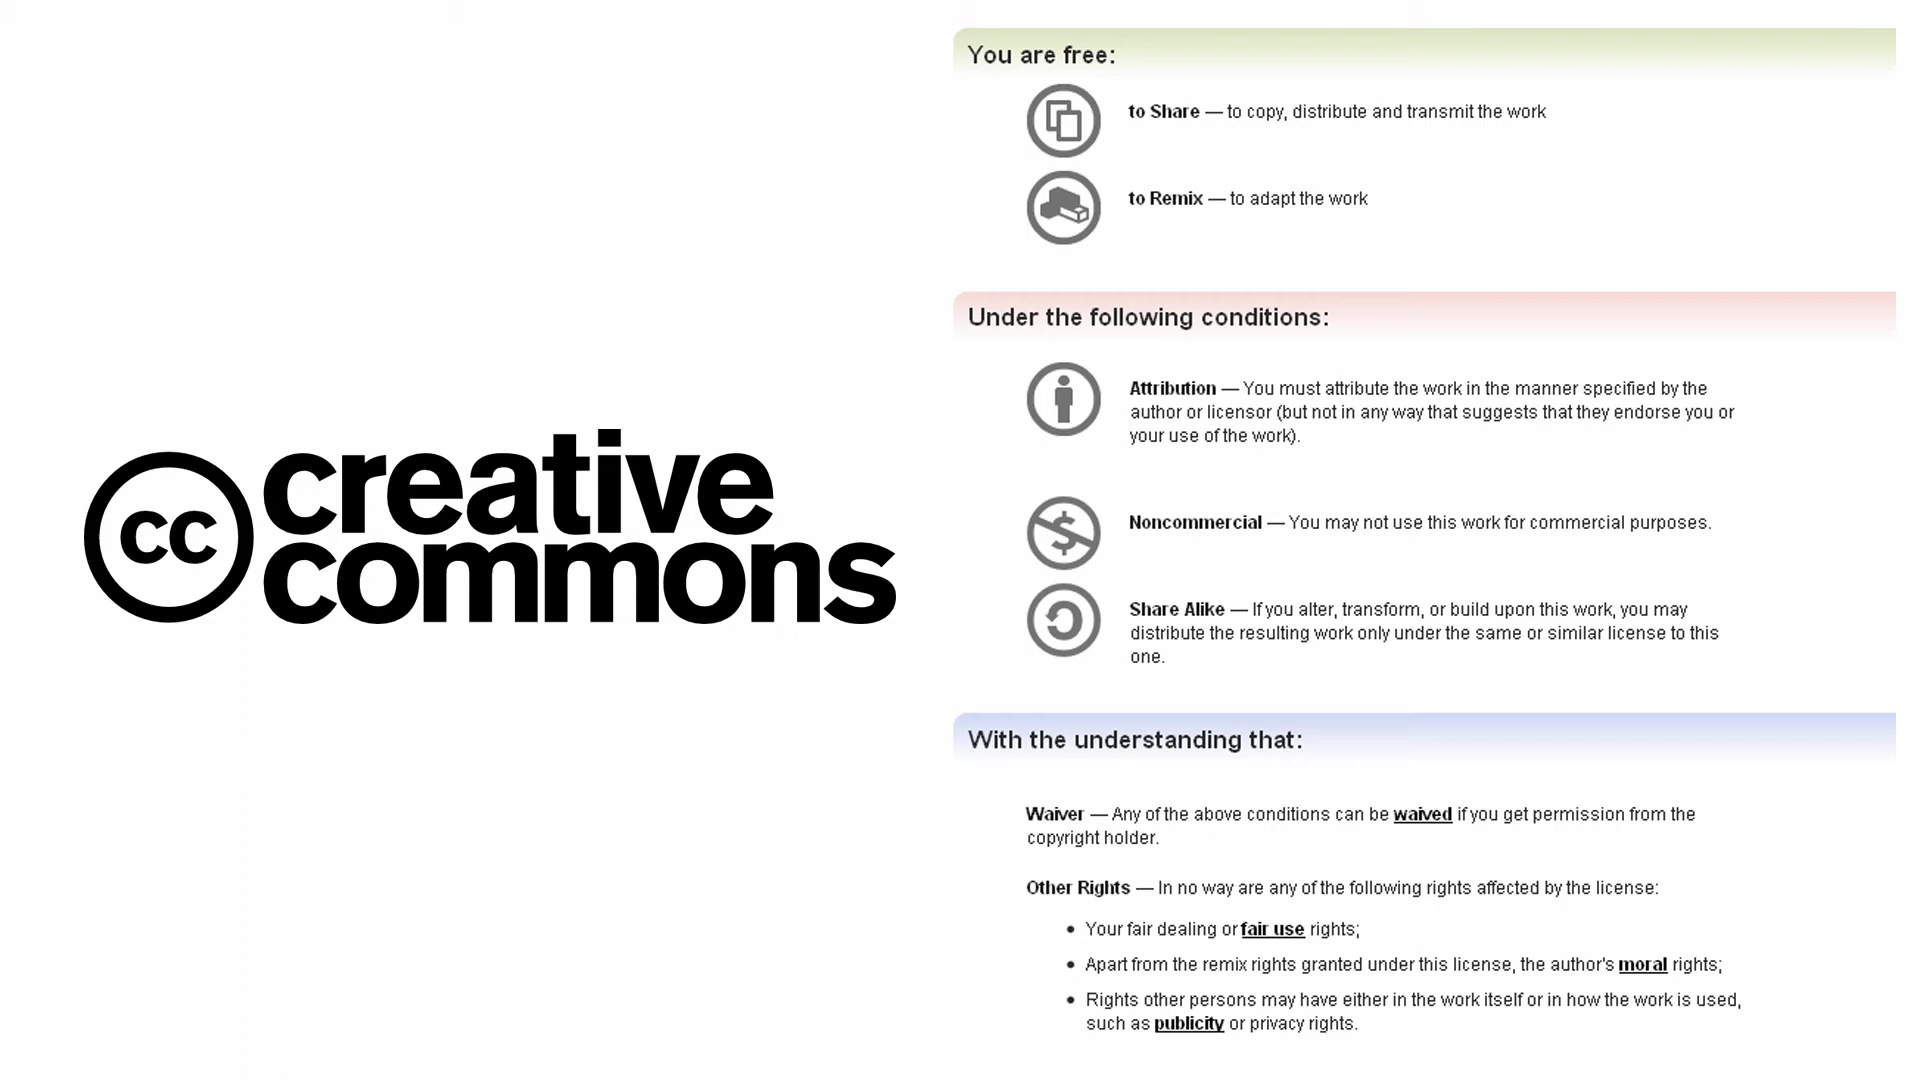 cc creative
commons
You are free:
to Share — to copy, distribute and transmit the work
to Remix — to adapt the work
Under the following conditions:
Attribution — You must attribute the work in the manner specified by the
author or licensor (but not in any way that suggests that they endorse you or
your use of the work).
$
Noncommercial — You may not use this work for commercial purposes.
Share Alike — If you alter, transform, or build upon this work, you may
distribute the resulting work only under the same or similar license to this
one.
With the understanding that:
Waiver — Any of the above conditions can be waived if you get permission from the
copyright holder.
Other Rights — In no way are any of the following rights affected by the license:
• Your fair dealing or fair use rights;
• Apart from the remix rights granted under this license, the author's moral rights;
• Rights other persons may have either in the work itself or in how the work is used,
such as publicity or privacy rights.